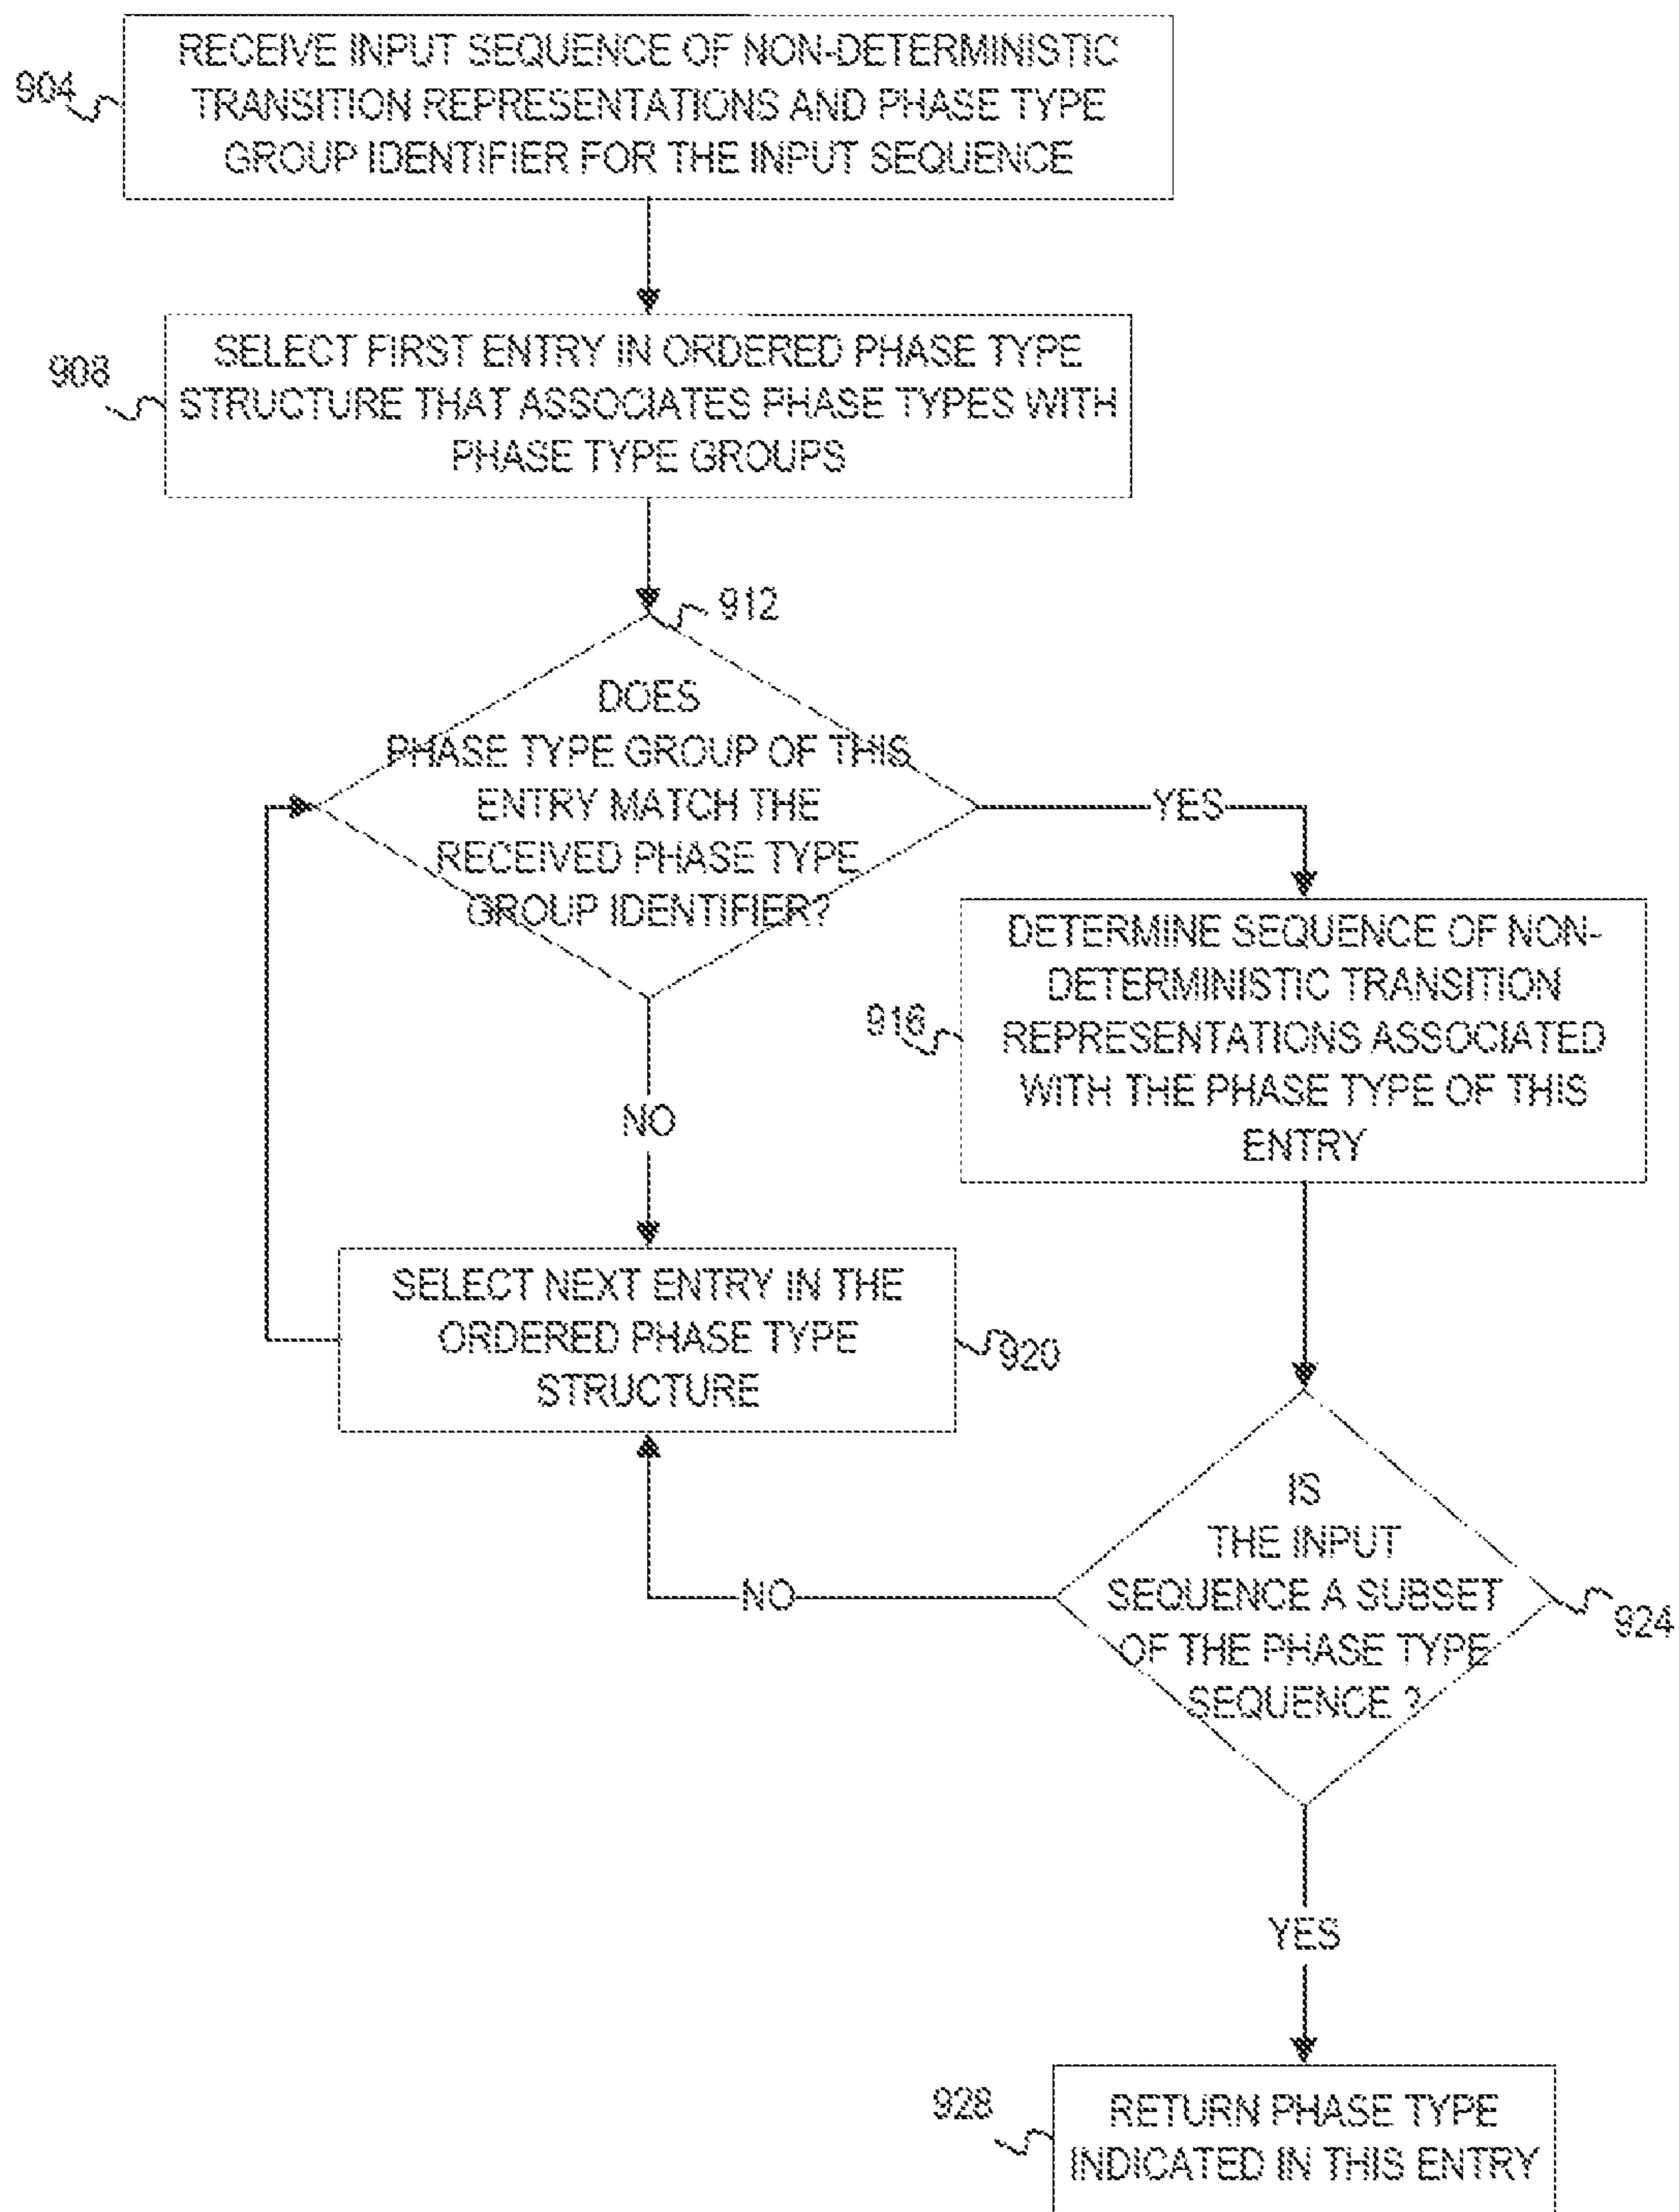 904
RECEIVE INPUT SEQUENCE OF NON-DETERMINISTIC
TRANSITION REPRESENTATIONS AND PHASE TYPE
GROUP IDENTIFIER FOR THE INPUT SEQUENCE
908
SELECT FIRST ENTRY IN ORDERED PHASE TYPE
STRUCTURE THAT ASSOCIATES PHASE TYPES WITH
PHASE TYPE GROUPS
912
DOES
PHASE TYPE GROUP OF THIS
ENTRY MATCH THE
RECEIVED PHASE TYPE
GROUP IDENTIFIER?
YES
NO
916
DETERMINE SEQUENCE OF NON-
DETERMINISTIC TRANSITION
REPRESENTATIONS ASSOCIATED
WITH THE PHASE TYPE OF THIS
ENTRY
SELECT NEXT ENTRY IN THE
ORDERED PHASE TYPE
STRUCTURE
920
IS
THE INPUT
SEQUENCE A SUBSET
OF THE PHASE TYPE
SEQUENCE ?
924
NO
YES
928
RETURN PHASE TYPE
INDICATED IN THIS ENTRY